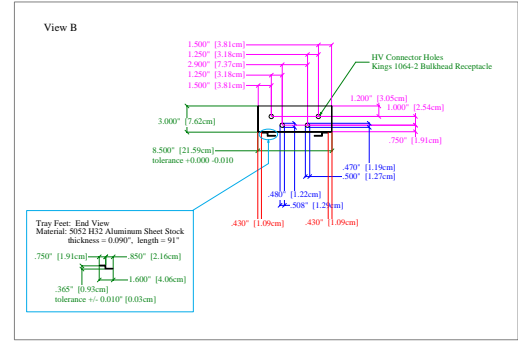 View B
1.500" [3.81cm]
1.250" [3.18cm]
2.900" [7.37cm]
1.250" [3.18cm]
1.500" [3.81cm]
HV Connector Holes
Kings 1064-2 Bulkhead Receptacle
1.200" [3.05cm]
1.000" [2.54cm]
3.000" [7.62cm]
.750" [1.91cm]
8.500" [21.59cm]
tolerance +0.000 -0.010
.470" [1.19cm]
.500" [1.27cm]
.480" [1.22cm]
.508" [1.29cm]
.430" [1.09cm]
.430" [1.09cm]
Tray Feet: End View
Material: 5052 H32 Aluminum Sheet Stock
thickness = 0.090", length = 91"
.750" [1.91cm]
.850" [2.16cm]
1.600" [4.06cm]
.365" [0.93cm]
tolerance +/- 0.010" [0.03cm]